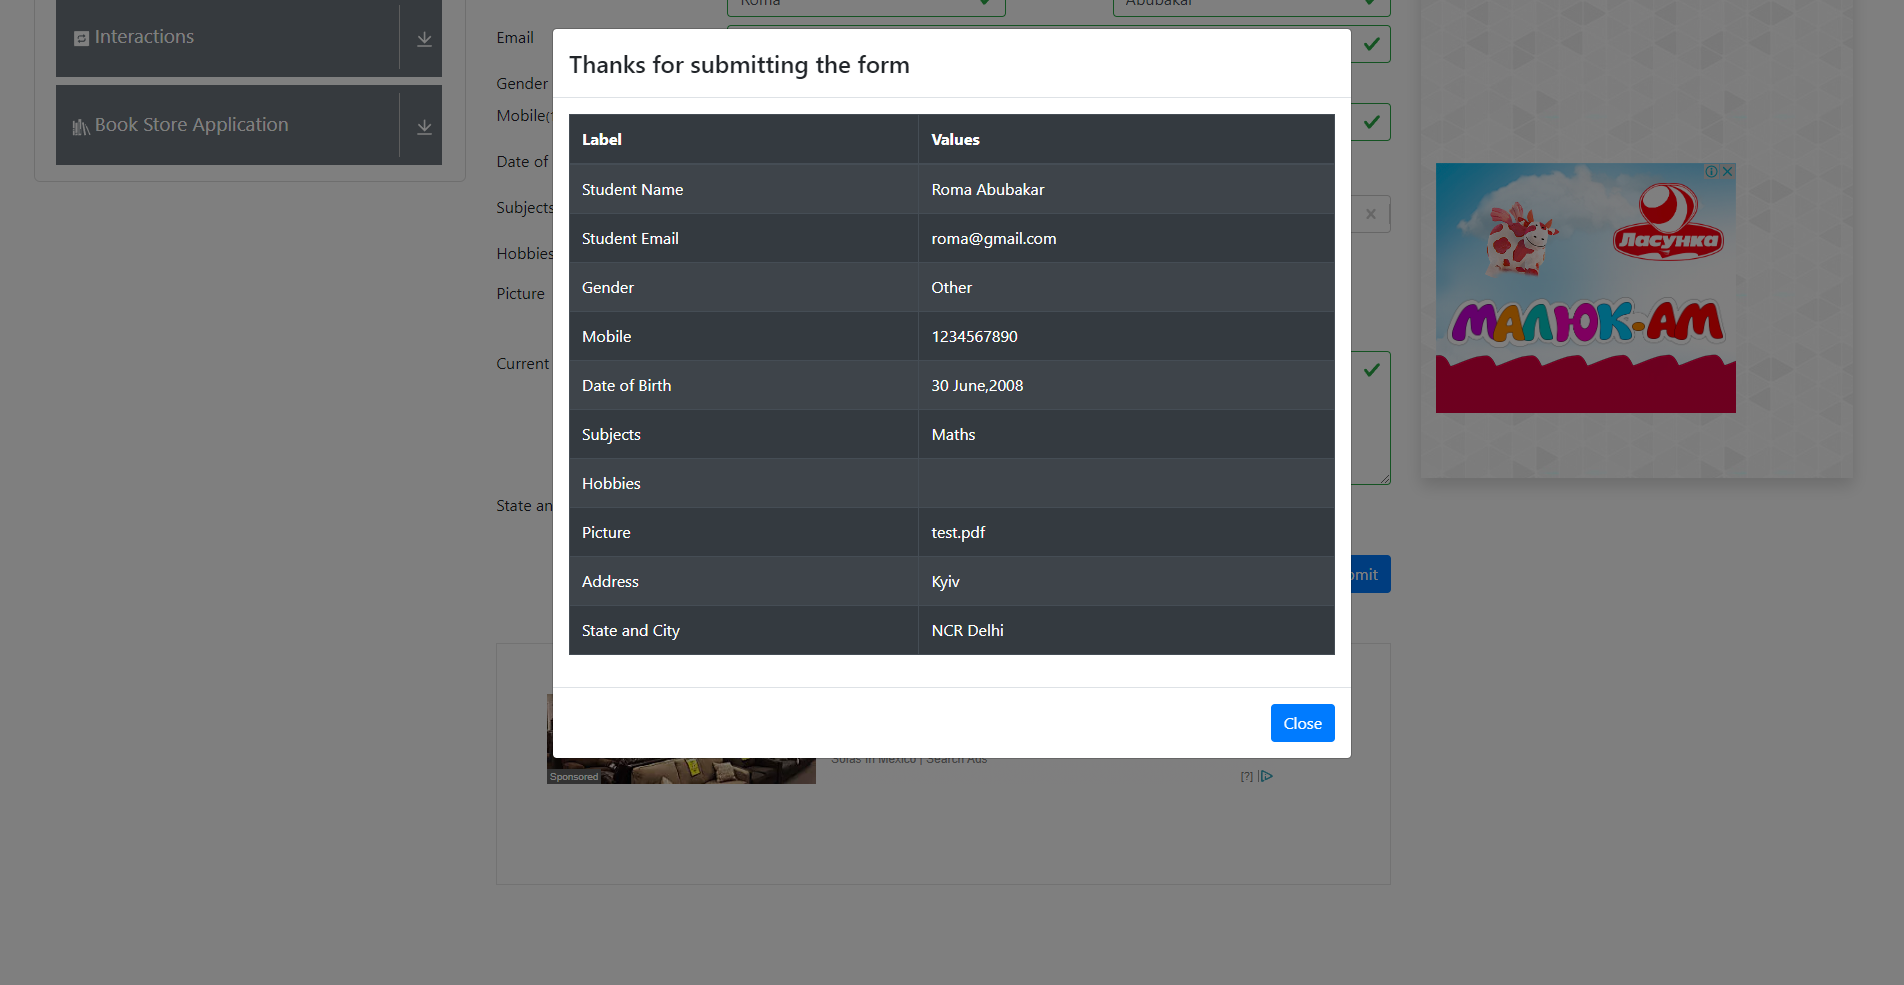 Roma Abubakar
Interactions
Email
Thanks for submitting the form
Gender
Mobile(
Book Store Application
Label Values
Date of
Student Name Roma Abubakar
Subjects
Student Email roma@gmail.com
Ласунка
Hobbies
Gender Other
Picture
МАЛЮК-АМ
Mobile 1234567890
Current
Date of Birth 30 June,2008
Subjects Maths
Hobbies
State an
Picture test.pdf
Address Kyiv
mit
State and City NCR Delhi
Close
Sofas in Mexico | Search Ads
Sponsored
[?]